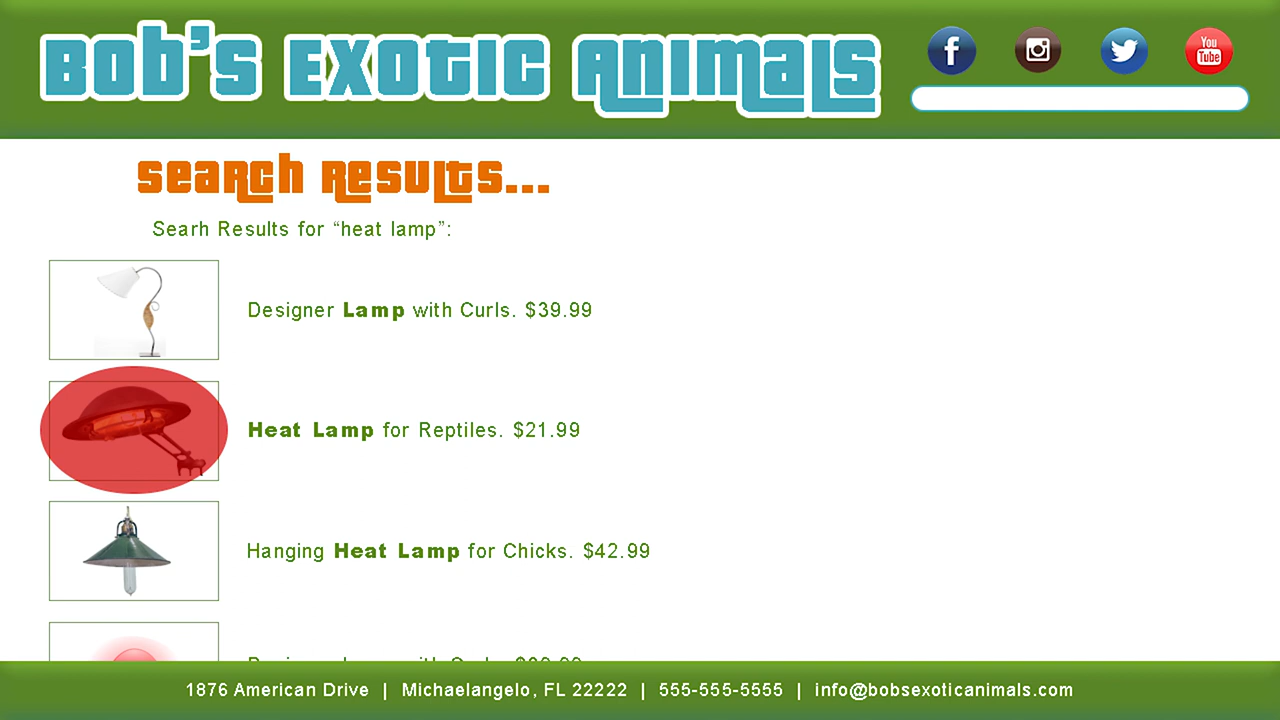 Bob's Exotic Animals
f
You
Tube
Search Results...
Searh Results for “heat lamp”:
Designer Lamp with Curls. $39.99
Heat Lamp for Reptiles. $21.99
Hanging Heat Lamp for Chicks. $42.99
1876 American Drive | Michaelangelo, FL 22222 | 555-555-5555 | info@bobsexoticanimals.com